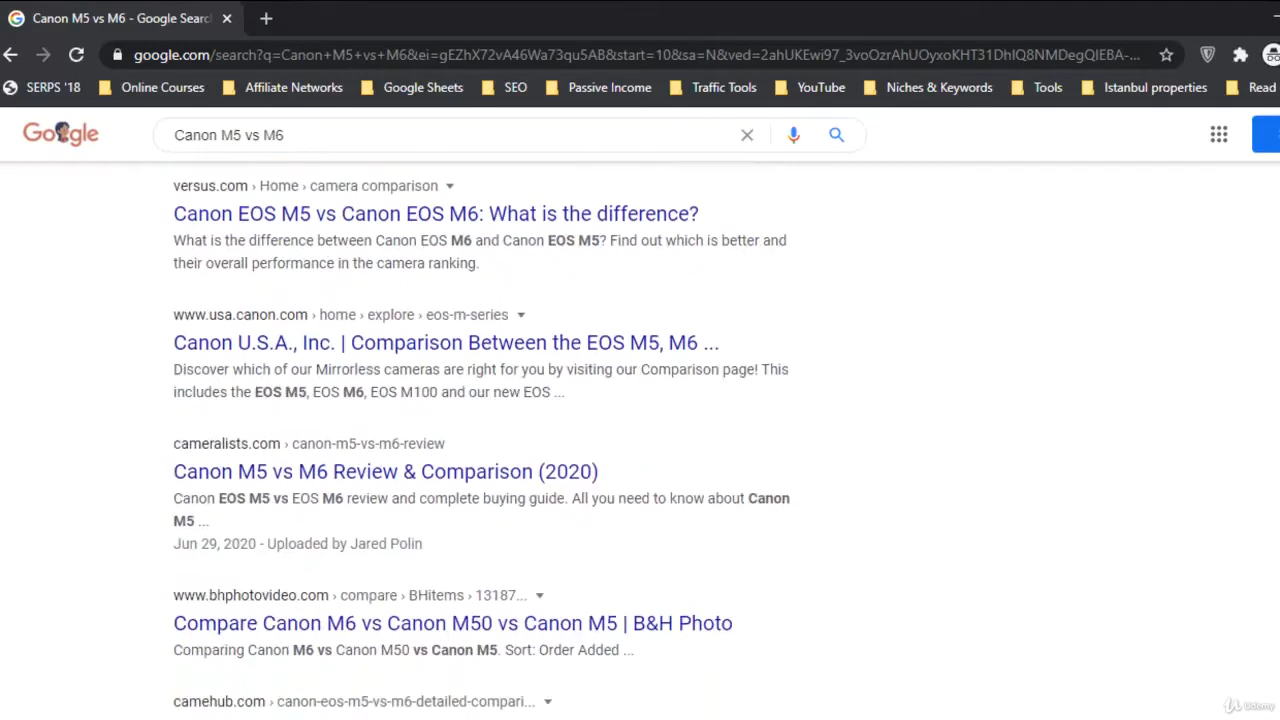 Canon M5 vs M6 - Google Searc
google.com/search?q=Canon+M5+vs+M6&ei=gEZhX72vA46Wa73qu5AB&start=10&sa=N&ved=2ahUKEwi97_3voOzrAhUOyxoKHT31DhIQ8NMDegQIEBA-...
SERPS '18 Online Courses Affiliate Networks Google Sheets SEO Passive Income Traffic Tools YouTube Niches & Keywords Tools Istanbul properties Read
Google Canon M5 vs M6
versus.com › Home › camera comparison
Canon EOS M5 vs Canon EOS M6: What is the difference?
What is the difference between Canon EOS M6 and Canon EOS M5? Find out which is better and
their overall performance in the camera ranking.
www.usa.canon.com › home › explore › eos-m-series
Canon U.S.A., Inc. | Comparison Between the EOS M5, M6 ...
Discover which of our Mirrorless cameras are right for you by visiting our Comparison page! This
includes the EOS M5, EOS M6, EOS M100 and our new EOS ...
cameralists.com › canon-m5-vs-m6-review
Canon M5 vs M6 Review & Comparison (2020)
Canon EOS M5 vs EOS M6 review and complete buying guide. All you need to know about Canon
M5 ...
Jun 29, 2020 - Uploaded by Jared Polin
www.bhphotovideo.com › compare › BHitems › 13187...
Compare Canon M6 vs Canon M50 vs Canon M5 | B&H Photo
Comparing Canon M6 vs Canon M50 vs Canon M5. Sort: Order Added ...
camehub.com › canon-eos-m5-vs-m6-detailed-compari...
Udemy